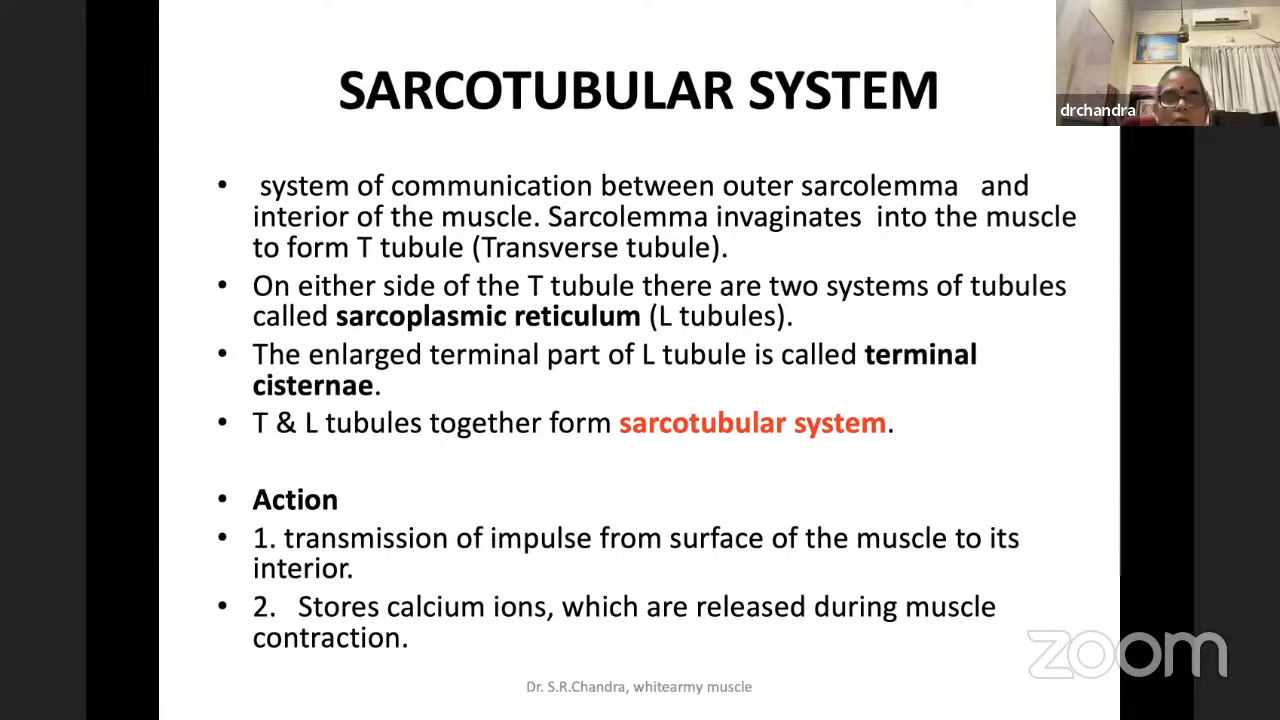 SARCOTUBULAR SYSTEM
drchandra
• system of communication between outer sarcolemma and
interior of the muscle. Sarcolemma invaginates into the muscle
to form T tubule (Transverse tubule).
• On either side of the T tubule there are two systems of tubules
called sarcoplasmic reticulum (L tubules).
• The enlarged terminal part of L tubule is called terminal
cisternae.
• T & L tubules together form sarcotubular system.
• Action
• 1. transmission of impulse from surface of the muscle to its
interior.
• 2. Stores calcium ions, which are released during muscle
contraction.
zoom
Dr. S.R.Chandra, whitearmy muscle